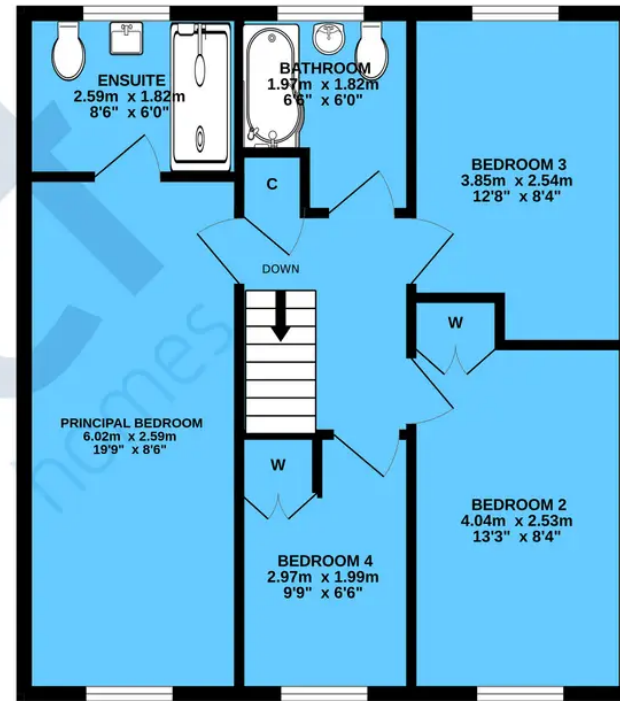 ENSUITE
2.59m x 1.82m
8'6" x 6'0"
BATHROOM
1.97m x 1.82m
6'6" x 6'0"
BEDROOM 3
3.85m x 2.54m
12'8" x 8'4"
C
DOWN
W
PRINCIPAL BEDROOM
6.02m x 2.59m
19'9" x 8'6"
W
BEDROOM 2
4.04m x 2.53m
13'3" x 8'4"
BEDROOM 4
2.97m x 1.99m
9'9" x 6'6"
homes